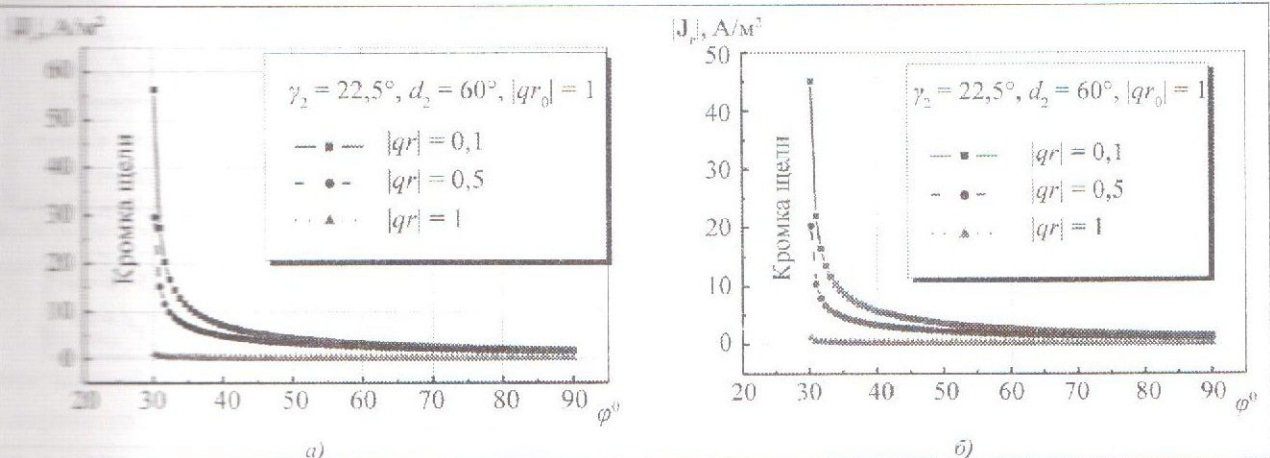 |J_r|, А/м²
60
50
40
30
20
10
0
20 30 40 50 60 70 80 90 φ⁰
Кромка щели
γ₂ = 22,5°, d₂ = 60°, |qr₀| = 1
|qr| = 0,1
|qr| = 0,5
|qr| = 1
а)
|J_r|, А/м²
50
40
30
20
10
0
20 30 40 50 60 70 80 90 φ⁰
Кромка щели
γ₂ = 22,5°, d₂ = 60°, |qr₀| = 1
|qr| = 0,1
|qr| = 0,5
|qr| = 1
б)